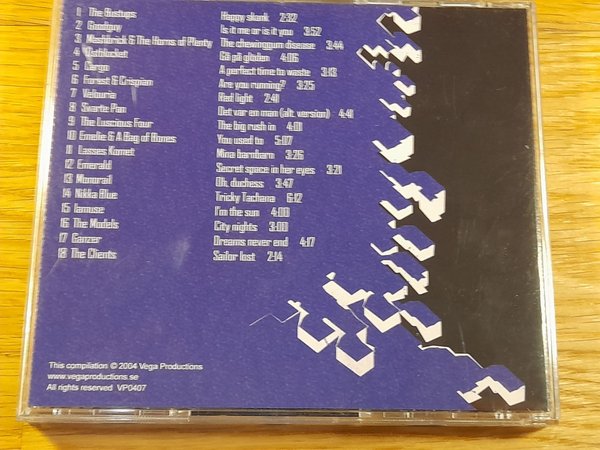 1 The Bustups Happy skank 2:32
2 Goodguy Is it me or is it you 3:52
3 Mashbrick & The Horns of Plenty The chewinggum disease 3:44
4 Ostblocket Gå på glöden 4:06
5 Cargo A perfect time to waste 3:13
6 Forest & Crispian Are you running? 3:25
7 Velouria Red light 2:41
8 Svarte Pan Det var en man (alt. version) 4:41
9 The Luscious Four The big rush in 4:01
10 Emelie & A Bag of Bones You used to 5:07
11 Lasses Komet Mina barnbarn 3:26
12 Emerald Secret space in her eyes 3:21
13 Monorail Oh, duchess 3:47
14 Nikka Blue Tricky Tachana 6:12
15 Iamuse I'm the sun 4:00
16 The Models City nights 3:00
17 Ganzer Dreams never end 4:17
18 The Clients Sailor lost 2:14
This compilation © 2004 Vega Productions
www.vegaproductions.se
All rights reserved VP0407